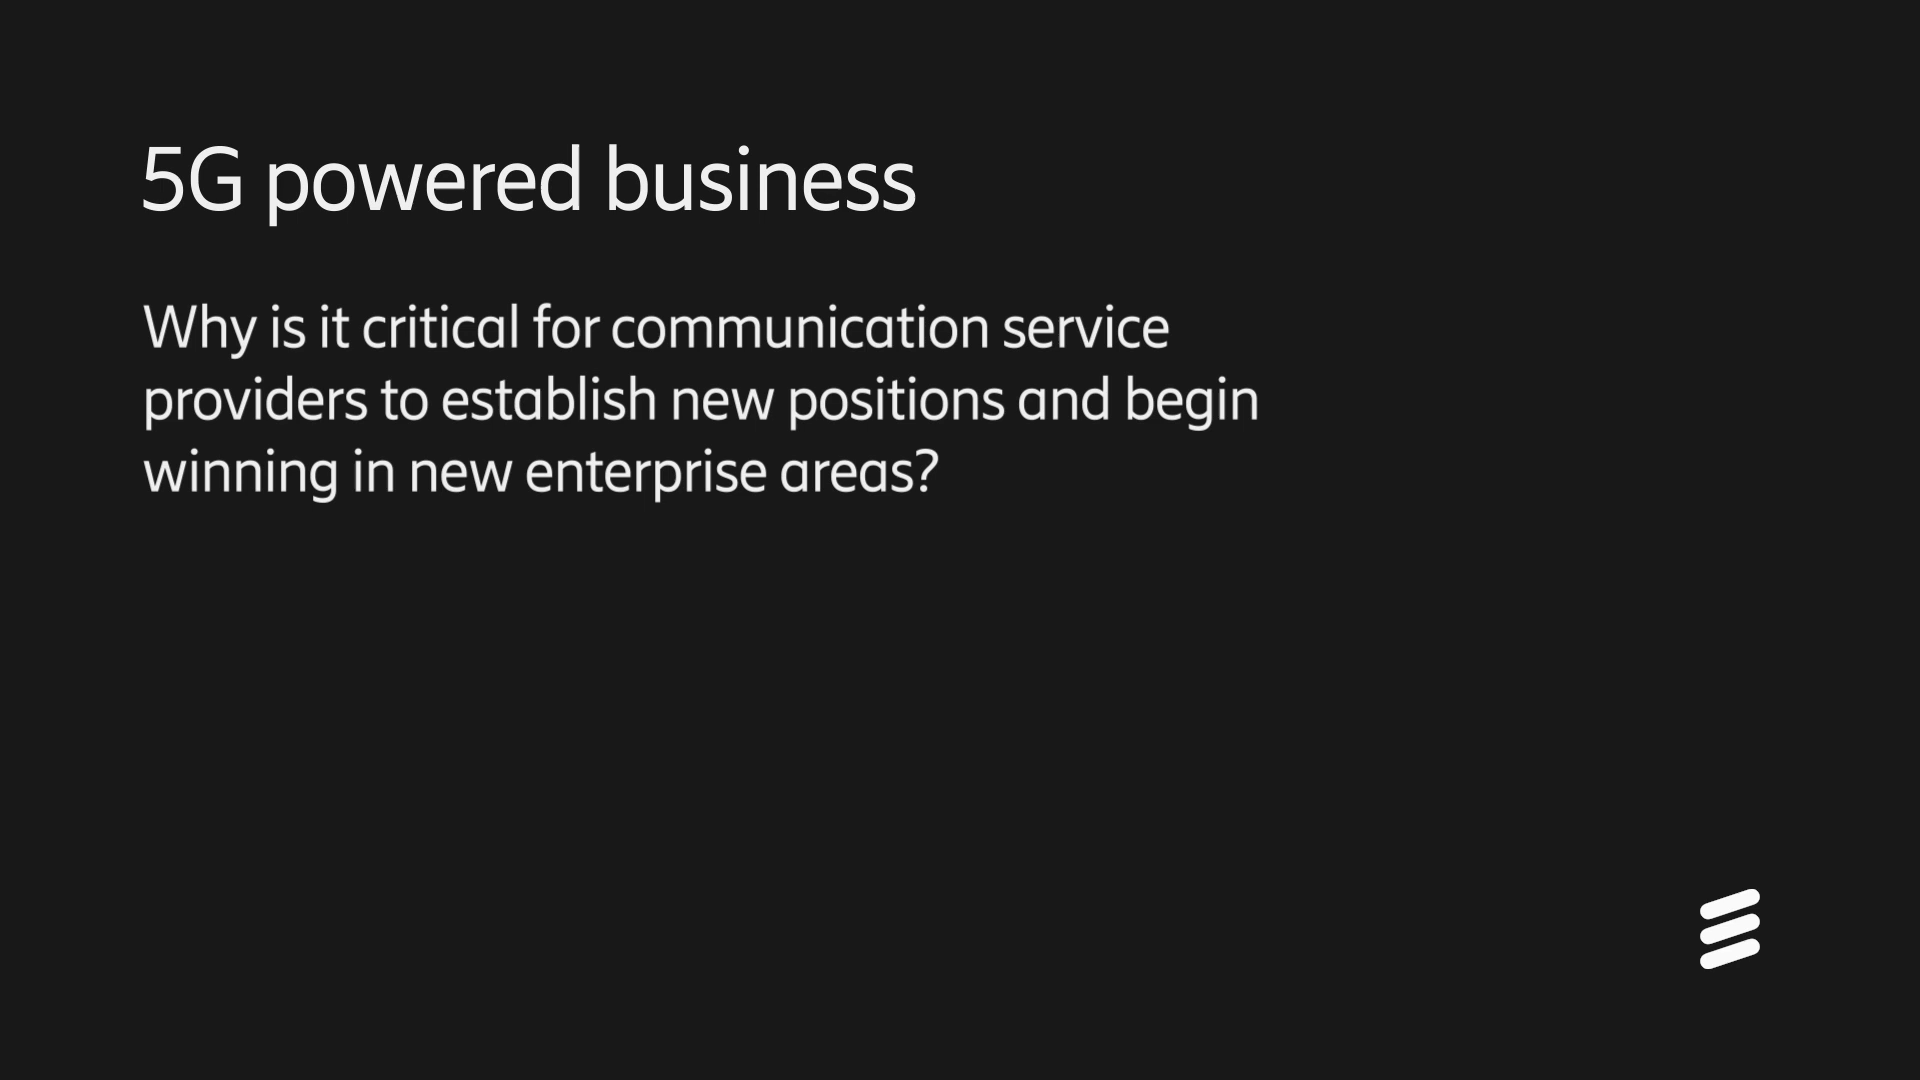 5G powered business
Why is it critical for communication service
providers to establish new positions and begin
winning in new enterprise areas?